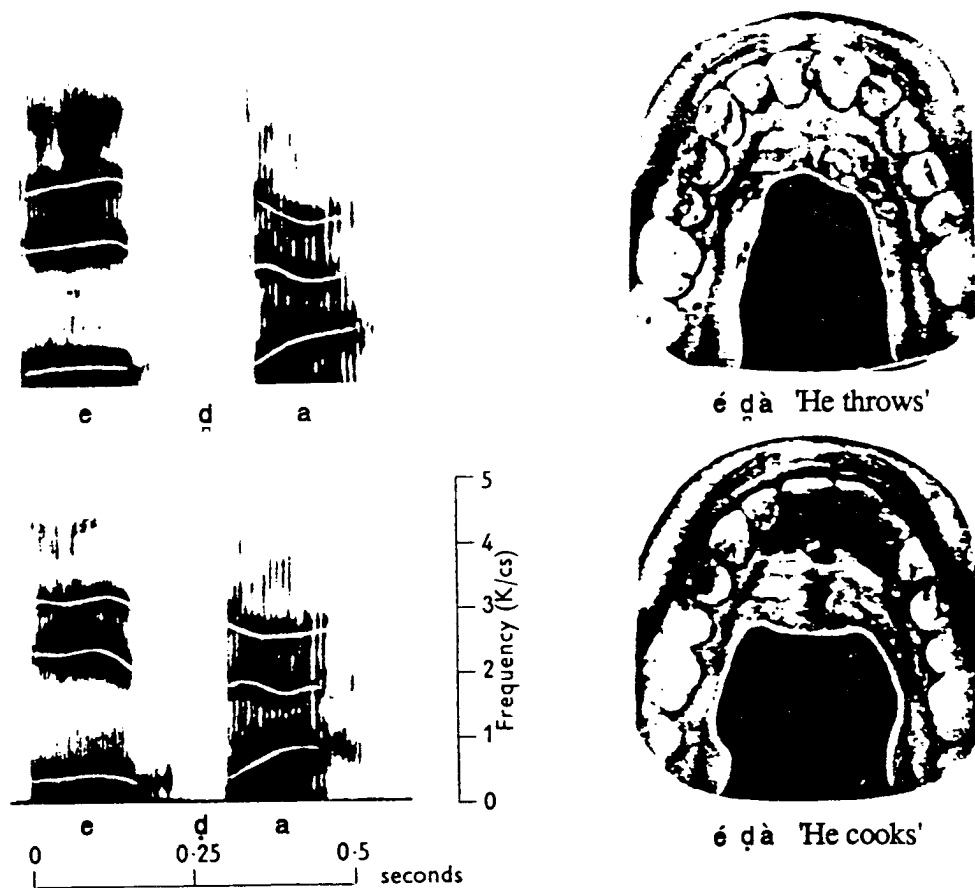 e d̪ a
é d̪à 'He throws'
5
4
3
2
1
0
Frequency (K/cs)
e ḍ a
0 0·25 0·5
seconds
é ḍà 'He cooks'